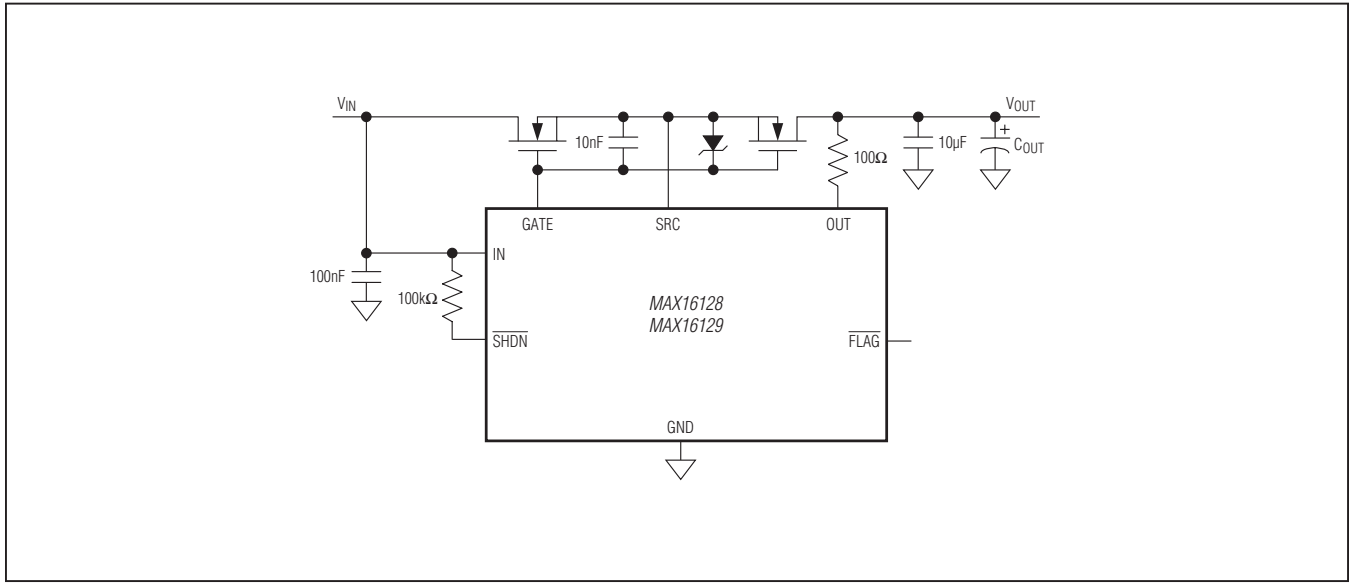 VIN
VOUT
10nF
100Ω
10µF
+
COUT
GATE
SRC
OUT
IN
100nF
100kΩ
MAX16128
MAX16129
SHDN
FLAG
GND